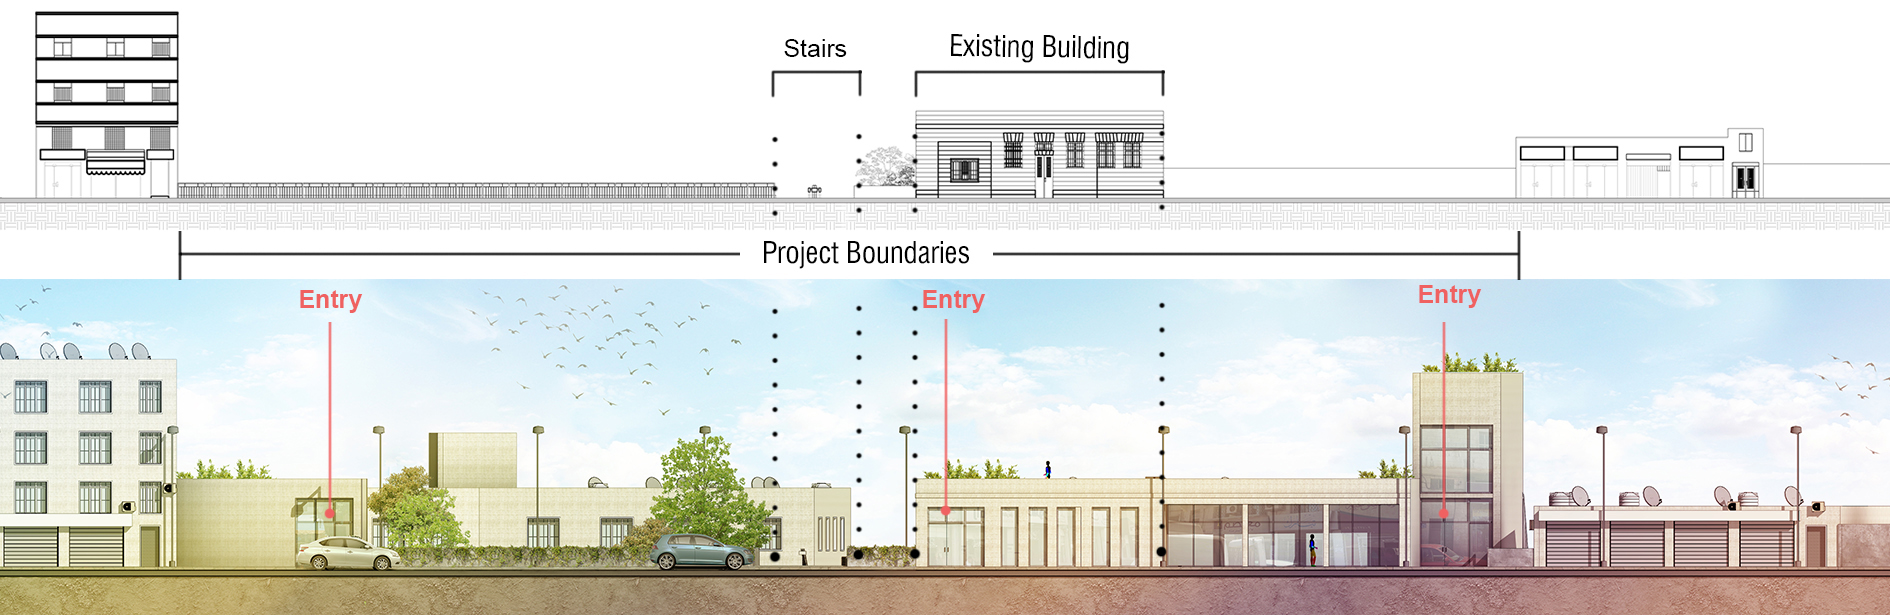 Stairs
Existing Building
Project Boundaries
Entry
Entry
Entry